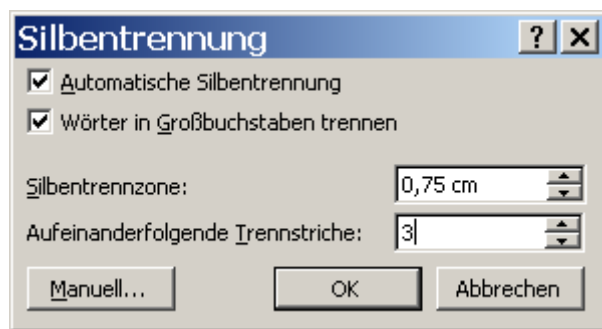 Silbentrennung
Automatische Silbentrennung
Wörter in Großbuchstaben trennen
Silbentrennzone: 0,75 cm
Aufeinanderfolgende Trennstriche: 3
Manuell... OK Abbrechen